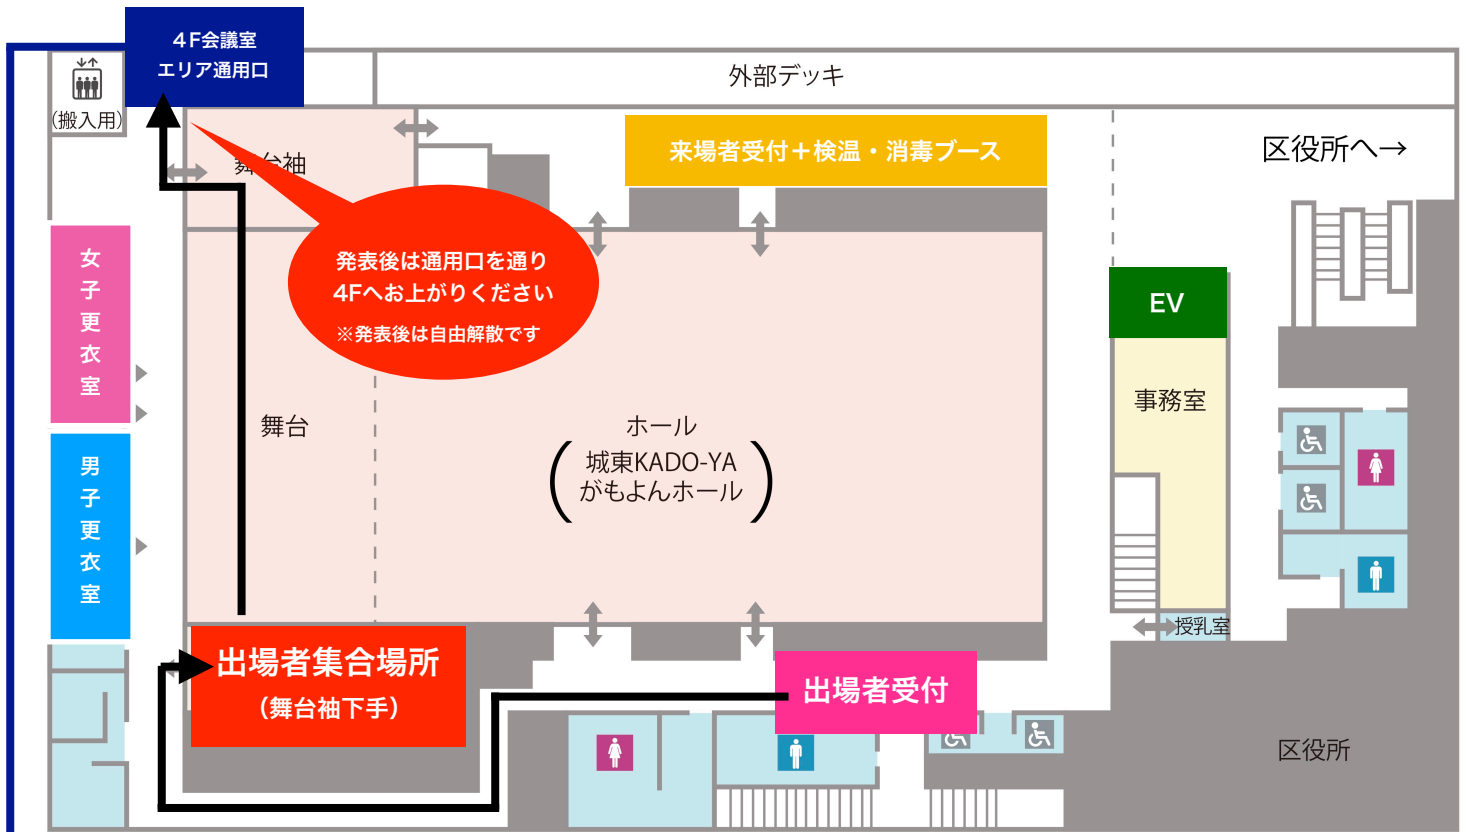 ４F会議室
エリア通用口
(搬入用)
外部デッキ
舞台袖
来場者受付＋検温・消毒ブース
区役所へ→
発表後は通用口を通り
4Fへお上がりください
※発表後は自由解散です
女子更衣室
EV
事務室
舞台
ホール
城東KADO-YA
がもよんホール
男子更衣室
授乳室
出場者集合場所
（舞台袖下手）
出場者受付
区役所